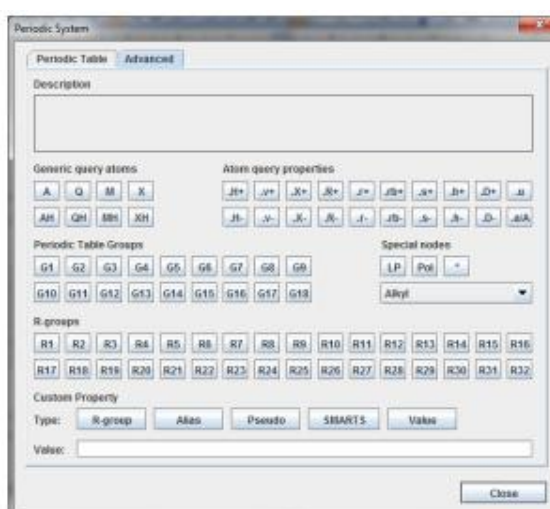 Periodic System
Periodic Table Advanced
Description
Generic query atoms Atom query properties
A Q M X .H+ .v+ .X+ .R+ .r+ .rb+ .s+ .h+ .D+ .u
AH QH MH XH .H- .v- .X- .R- .r- .rb- .s- .h- .D- .a/A
Periodic Table Groups Special nodes
G1 G2 G3 G4 G5 G6 G7 G8 G9 LP Pol *
G10 G11 G12 G13 G14 G15 G16 G17 G18 Alkyl
R-groups
R1 R2 R3 R4 R5 R6 R7 R8 R9 R10 R11 R12 R13 R14 R15 R16
R17 R18 R19 R20 R21 R22 R23 R24 R25 R26 R27 R28 R29 R30 R31 R32
Custom Property
Type: R-group Alias Pseudo SMARTS Value
Value:
Close